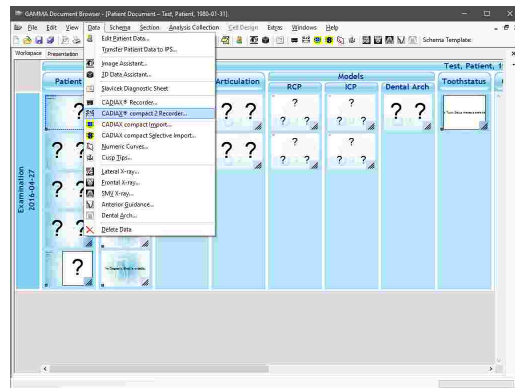 GAMMA Document Browser - [Patient Document - Test, Patient, 1980-01-31]
File Edit View Data Schema Section Analysis Collection Cell Design Extras Windows Help
Schema Template:
Workspace Presentation
Edit Patient Data...
Transfer Patient Data to IPS...
Image Assistant...
3D Data Assistant...
Slavicek Diagnostic Sheet
CADIAX® Recorder...
CADIAX® compact 2 Recorder...
CADIAX compact Import...
CADIAX compact Selective Import...
Numeric Curves...
Cusp Tips...
Lateral X-ray...
Frontal X-ray...
SMV X-ray...
Anterior Guidance...
Dental Arch...
Delete Data
Test, Patient, 1
Patient
Articulation
Models
RCP
ICP
Dental Arch
Toothstatus
Examination
2016-04-27
? ? ? ?
? ? ? ? ?
? ?
? ?
?